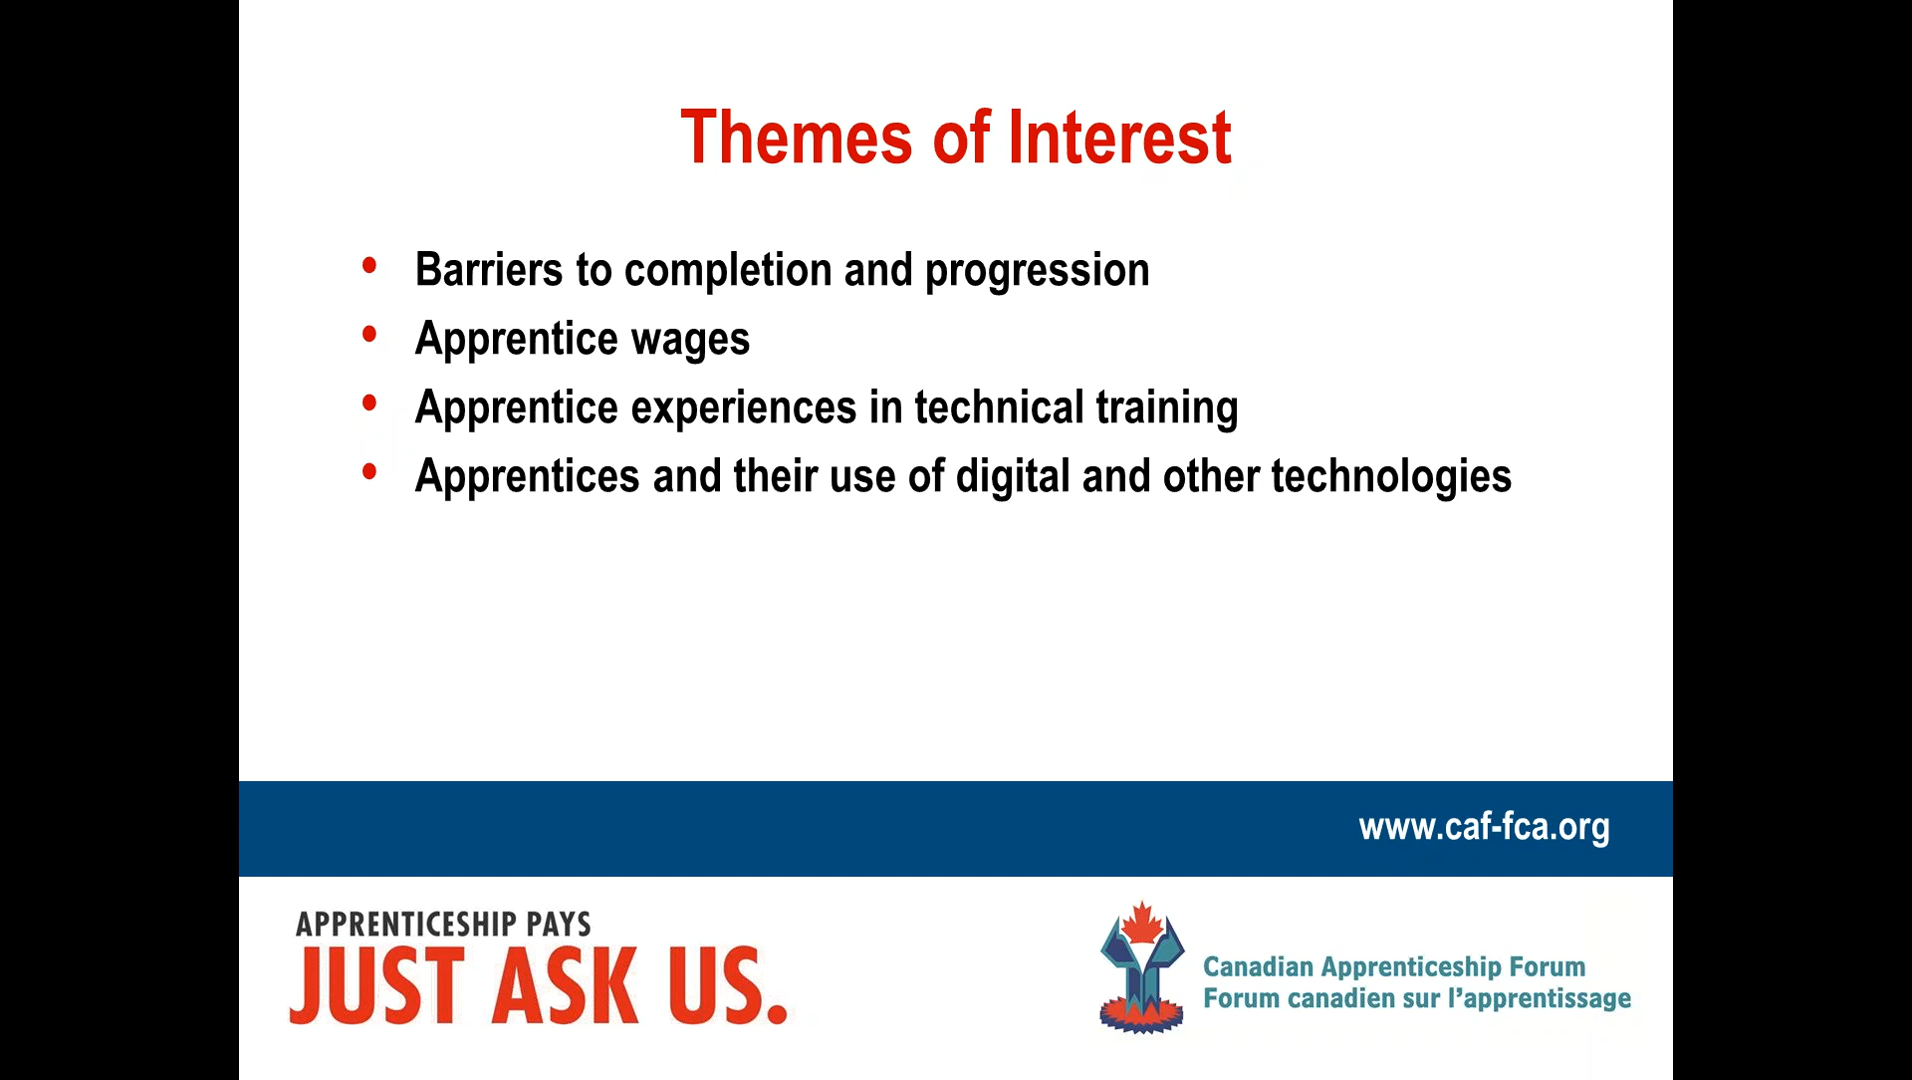 Themes of Interest
• Barriers to completion and progression
• Apprentice wages
• Apprentice experiences in technical training
• Apprentices and their use of digital and other technologies
www.caf-fca.org
APPRENTICESHIP PAYS
JUST ASK US.
Canadian Apprenticeship Forum
Forum canadien sur l'apprentissage